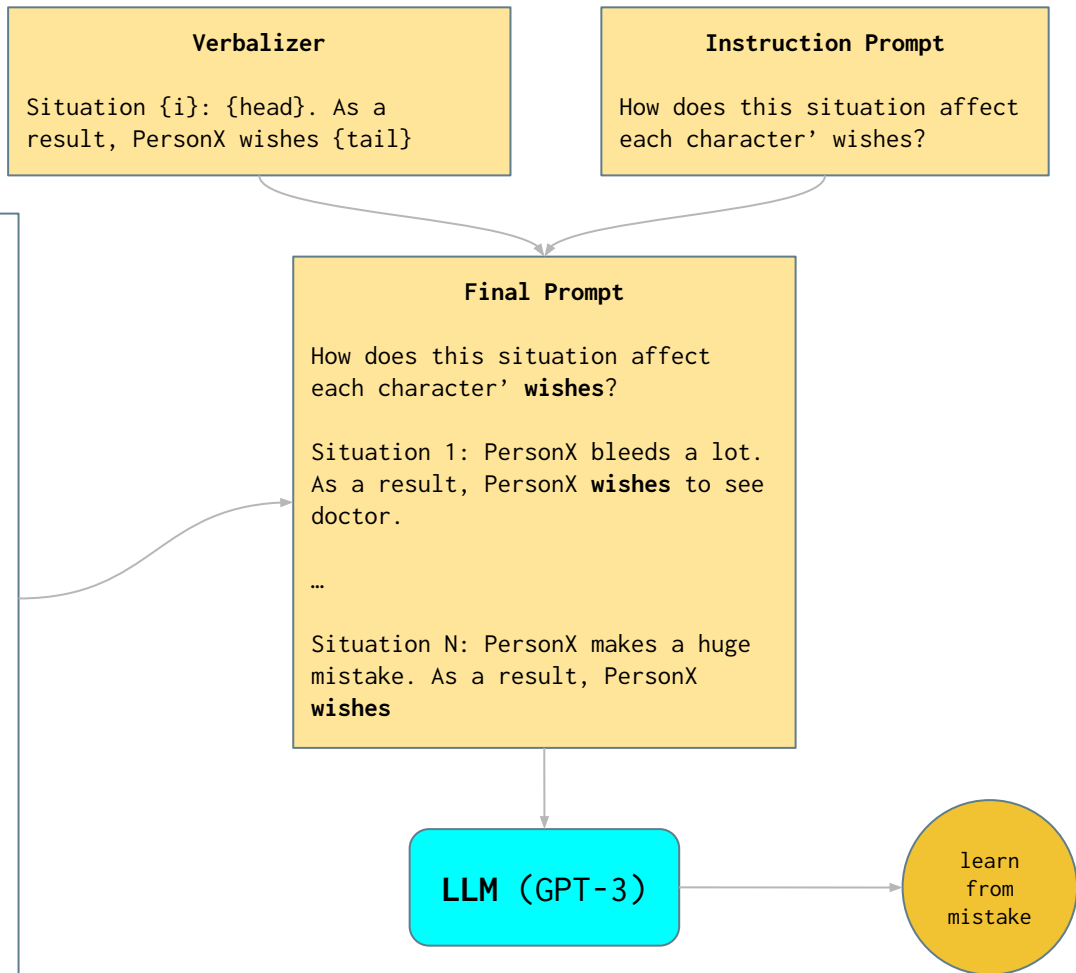 Verbalizer
Situation {i}: {head}. As a
result, PersonX wishes {tail}
Instruction Prompt
How does this situation affect
each character’ wishes?
Final Prompt
How does this situation affect
each character’ wishes?
Situation 1: PersonX bleeds a lot.
As a result, PersonX wishes to see
doctor.
…
Situation N: PersonX makes a huge
mistake. As a result, PersonX
wishes
LLM (GPT-3)
learn
from
mistake